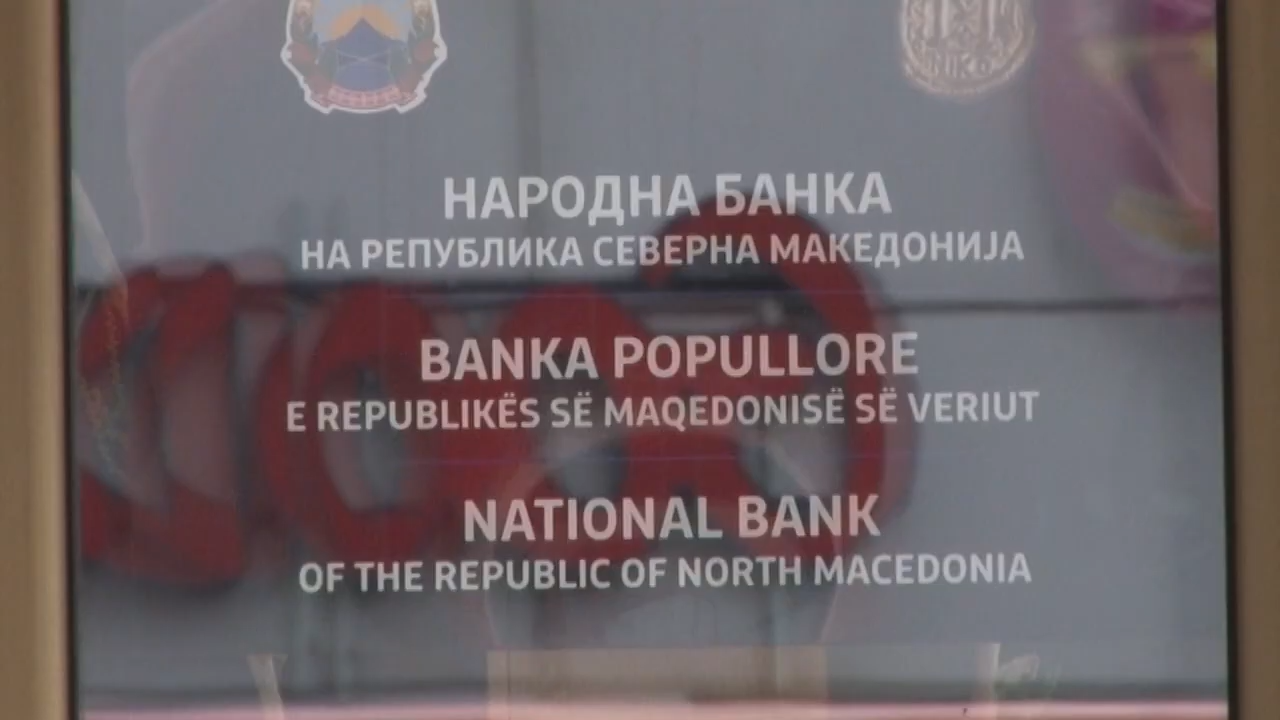 НАРОДНА БАНКА
НА РЕПУБЛИКА СЕВЕРНА МАКЕДОНИЈА
BANKA POPULLORE
E REPUBLIKËS SË MAQEDONISË SË VERIUT
NATIONAL BANK
OF THE REPUBLIC OF NORTH MACEDONIA